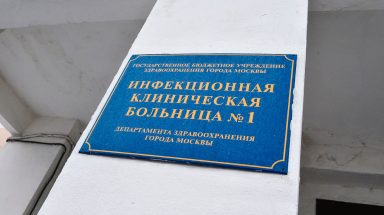 ГОСУДАРСТВЕННОЕ БЮДЖЕТНОЕ УЧРЕЖДЕНИЕ
ЗДРАВООХРАНЕНИЯ ГОРОДА МОСКВЫ
ИНФЕКЦИОННАЯ
КЛИНИЧЕСКАЯ
БОЛЬНИЦА №1
ДЕПАРТАМЕНТА ЗДРАВООХРАНЕНИЯ
ГОРОДА МОСКВЫ